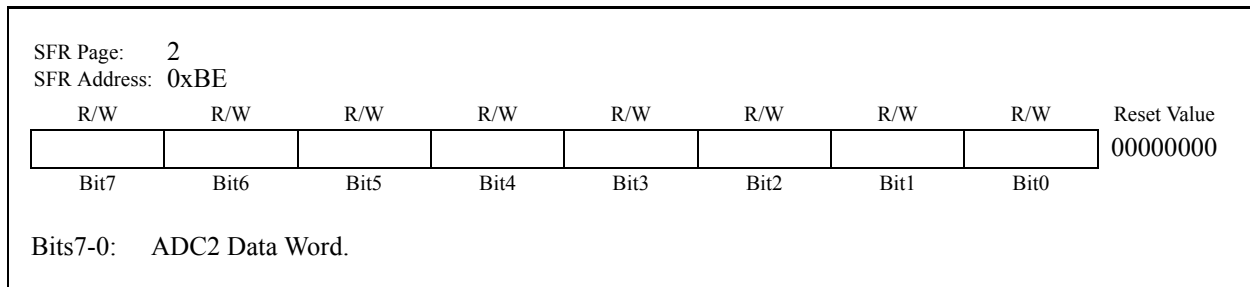 SFR Page: 2
SFR Address: 0xBE
R/W R/W R/W R/W R/W R/W R/W R/W Reset Value
00000000
Bit7 Bit6 Bit5 Bit4 Bit3 Bit2 Bit1 Bit0
Bits7-0: ADC2 Data Word.